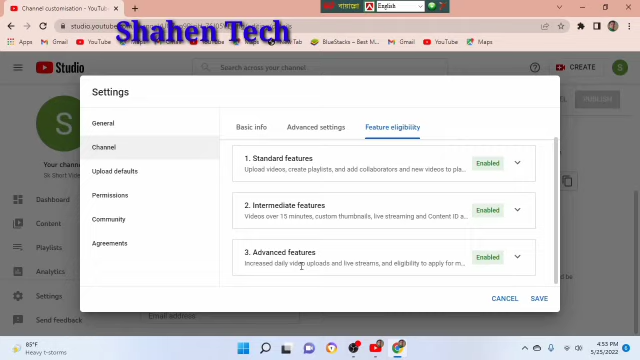 Channel customisation - YouTube
English
studio.youtube.com
Gmail
YouTube
BlueStacks - Best M...
Gmail
YouTube
Maps
Shahen Tech
Studio
Search across your channel
CREATE
Settings
PUBLISH
General
Channel
Upload defaults
Permissions
Community
Agreements
Basic info
Advanced settings
Feature eligibility
1. Standard features
Upload videos, create playlists, and add collaborators and new videos to pla...
Enabled
2. Intermediate features
Videos over 15 minutes, custom thumbnails, live streaming and Content ID a...
Enabled
3. Advanced features
Increased daily video uploads and live streams, and eligibility to apply for m...
Enabled
CANCEL
SAVE
S
Your channel
Dashboard
Content
Playlists
Analytics
Settings
Send feedback
Email address
85°F
Heavy t-storms
4:53 PM
5/25/2022